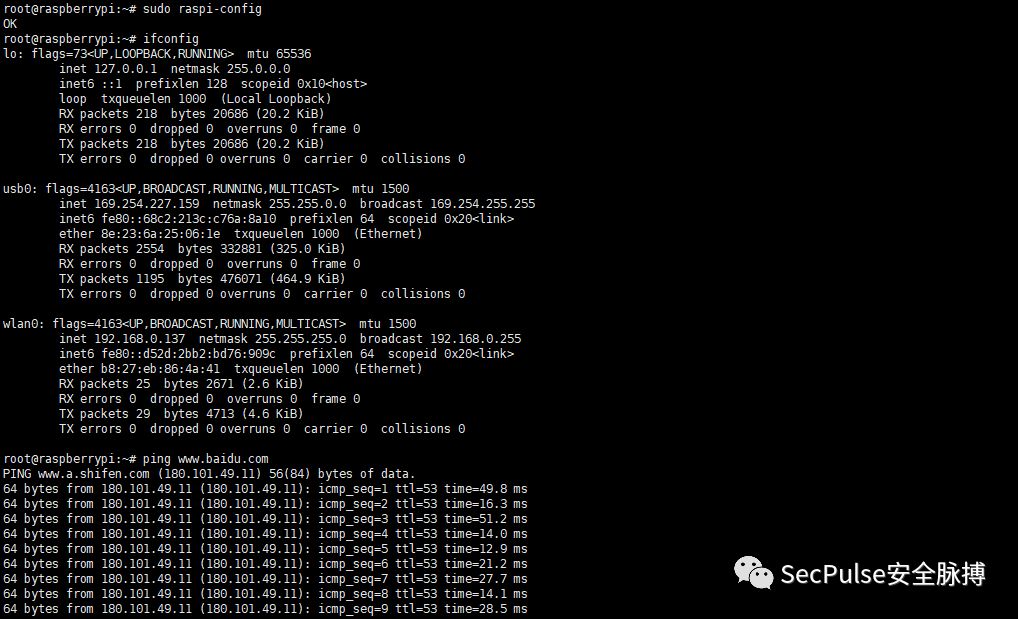 root@raspberrypi:~# sudo raspi-config
OK
root@raspberrypi:~# ifconfig
lo: flags=73<UP,LOOPBACK,RUNNING>  mtu 65536
        inet 127.0.0.1  netmask 255.0.0.0
        inet6 ::1  prefixlen 128  scopeid 0x10<host>
        loop  txqueuelen 1000  (Local Loopback)
        RX packets 218  bytes 20686 (20.2 KiB)
        RX errors 0  dropped 0  overruns 0  frame 0
        TX packets 218  bytes 20686 (20.2 KiB)
        TX errors 0  dropped 0 overruns 0  carrier 0  collisions 0

usb0: flags=4163<UP,BROADCAST,RUNNING,MULTICAST>  mtu 1500
        inet 169.254.227.159  netmask 255.255.0.0  broadcast 169.254.255.255
        inet6 fe80::68c2:213c:c76a:8a10  prefixlen 64  scopeid 0x20<link>
        ether 8e:23:6a:25:06:1e  txqueuelen 1000  (Ethernet)
        RX packets 2554  bytes 332881 (325.0 KiB)
        RX errors 0  dropped 0  overruns 0  frame 0
        TX packets 1195  bytes 476071 (464.9 KiB)
        TX errors 0  dropped 0 overruns 0  carrier 0  collisions 0

wlan0: flags=4163<UP,BROADCAST,RUNNING,MULTICAST>  mtu 1500
        inet 192.168.0.137  netmask 255.255.255.0  broadcast 192.168.0.255
        inet6 fe80::d52d:2bb2:bd76:909c  prefixlen 64  scopeid 0x20<link>
        ether b8:27:eb:86:4a:41  txqueuelen 1000  (Ethernet)
        RX packets 25  bytes 2671 (2.6 KiB)
        RX errors 0  dropped 0  overruns 0  frame 0
        TX packets 29  bytes 4713 (4.6 KiB)
        TX errors 0  dropped 0 overruns 0  carrier 0  collisions 0

root@raspberrypi:~# ping www.baidu.com
PING www.a.shifen.com (180.101.49.11) 56(84) bytes of data.
64 bytes from 180.101.49.11 (180.101.49.11): icmp_seq=1 ttl=53 time=49.8 ms
64 bytes from 180.101.49.11 (180.101.49.11): icmp_seq=2 ttl=53 time=16.3 ms
64 bytes from 180.101.49.11 (180.101.49.11): icmp_seq=3 ttl=53 time=51.2 ms
64 bytes from 180.101.49.11 (180.101.49.11): icmp_seq=4 ttl=53 time=14.0 ms
64 bytes from 180.101.49.11 (180.101.49.11): icmp_seq=5 ttl=53 time=12.9 ms
64 bytes from 180.101.49.11 (180.101.49.11): icmp_seq=6 ttl=53 time=21.2 ms
64 bytes from 180.101.49.11 (180.101.49.11): icmp_seq=7 ttl=53 time=27.7 ms
64 bytes from 180.101.49.11 (180.101.49.11): icmp_seq=8 ttl=53 time=14.1 ms
64 bytes from 180.101.49.11 (180.101.49.11): icmp_seq=9 ttl=53 time=28.5 ms
SecPulse安全脉搏